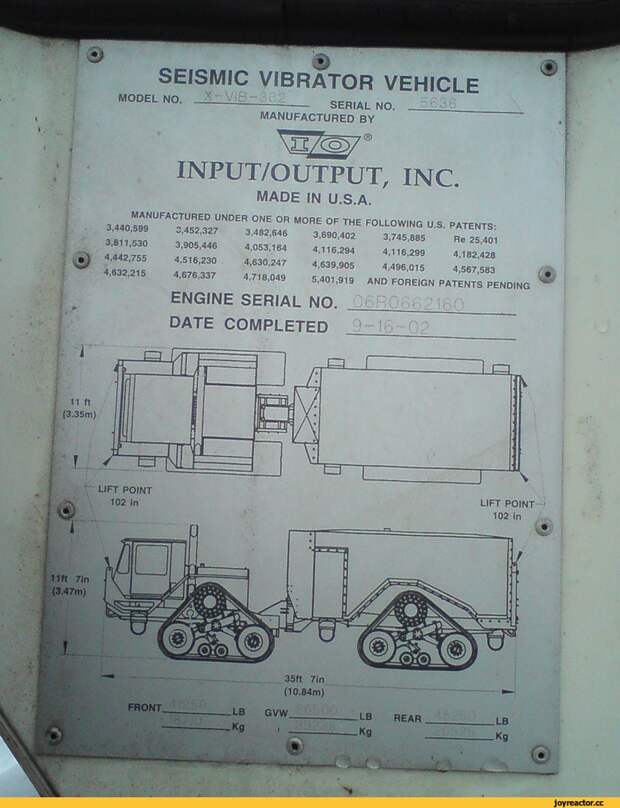 SEISMIC VIBRATOR VEHICLE
MODEL NO. X-VIB-362 SERIAL NO. 5636
MANUFACTURED BY
I/O ®
INPUT/OUTPUT, INC.
MADE IN U.S.A.
MANUFACTURED UNDER ONE OR MORE OF THE FOLLOWING U.S. PATENTS:
3,440,599 3,452,327 3,482,646 3,690,402 3,745,885 Re 25,401
3,811,530 3,905,446 4,053,164 4,116,294 4,116,299 4,182,428
4,442,755 4,516,230 4,630,247 4,639,905 4,496,015 4,567,583
4,632,215 4,676,337 4,718,049 5,401,919 AND FOREIGN PATENTS PENDING
ENGINE SERIAL NO. 06R0662160
DATE COMPLETED 9-16-02
11 ft
(3.35m)
LIFT POINT
102 in
LIFT POINT
102 in
11ft 7in
(3.47m)
35ft 7in
(10.84m)
FRONT LB GVW LB REAR LB
Kg Kg Kg
joyreactor.cc